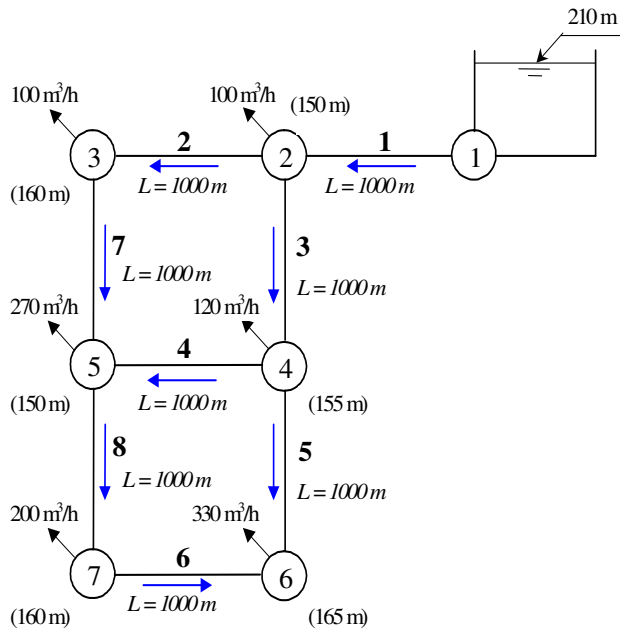 210 m
100 m³/h
100 m³/h
(150 m)
3
2
2
1
1
L = 1000 m
L = 1000 m
(160 m)
7
3
L = 1000 m
L = 1000 m
270 m³/h
120 m³/h
5
4
4
(150 m)
L = 1000 m
(155 m)
8
5
L = 1000 m
L = 1000 m
200 m³/h
330 m³/h
7
6
6
(160 m)
L = 1000 m
(165 m)